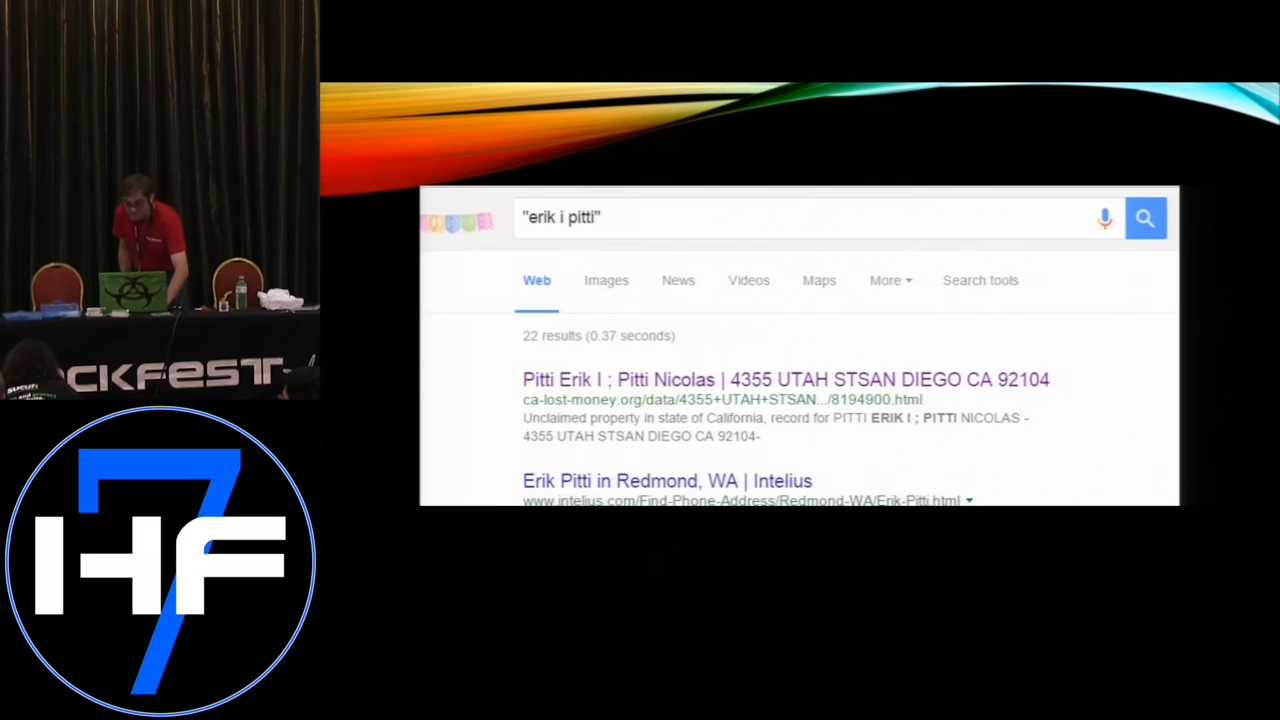 "erik i pitti"
Web Images News Videos Maps More Search tools
22 results (0.37 seconds)
Pitti Erik I ; Pitti Nicolas | 4355 UTAH STSAN DIEGO CA 92104
ca-lost-money.org/data/4355+UTAH+STSAN.../8194900.html
Unclaimed property in state of California, record for PITTI ERIK I ; PITTI NICOLAS -
4355 UTAH STSAN DIEGO CA 92104-
Erik Pitti in Redmond, WA | Intelius
www.intelius.com/Find-Phone-Address/Redmond-WA/Erik-Pitti.html
OCKFEST
SUCURI
HF
7